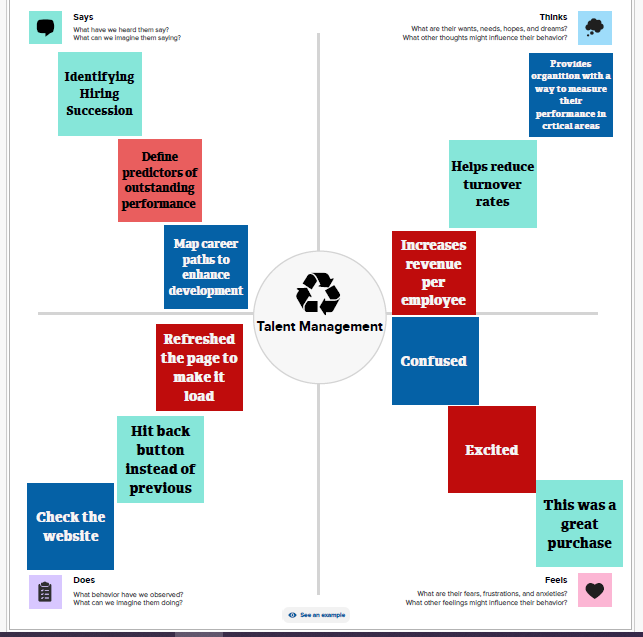 Says
What have we heard them say?
What can we imagine them saying?
Thinks
What are their wants, needs, hopes, and dreams?
What other thoughts might influence their behavior?
Identifying
Hiring
Succession
Define
predictors of
outstanding
performance
Map career
paths to
enhance
development
Provides
organition with a
way to measure
their
performance in
crtical areas
Helps reduce
turnover
rates
Increases
revenue
per
employee
Talent Management
Refreshed
the page to
make it
load
Hit back
button
instead of
previous
Check the
website
Confused
Excited
This was a
great
purchase
Does
What behavior have we observed?
What can we imagine them doing?
Feels
What are their fears, frustrations, and anxieties?
What other feelings might influence their behavior?
See an example